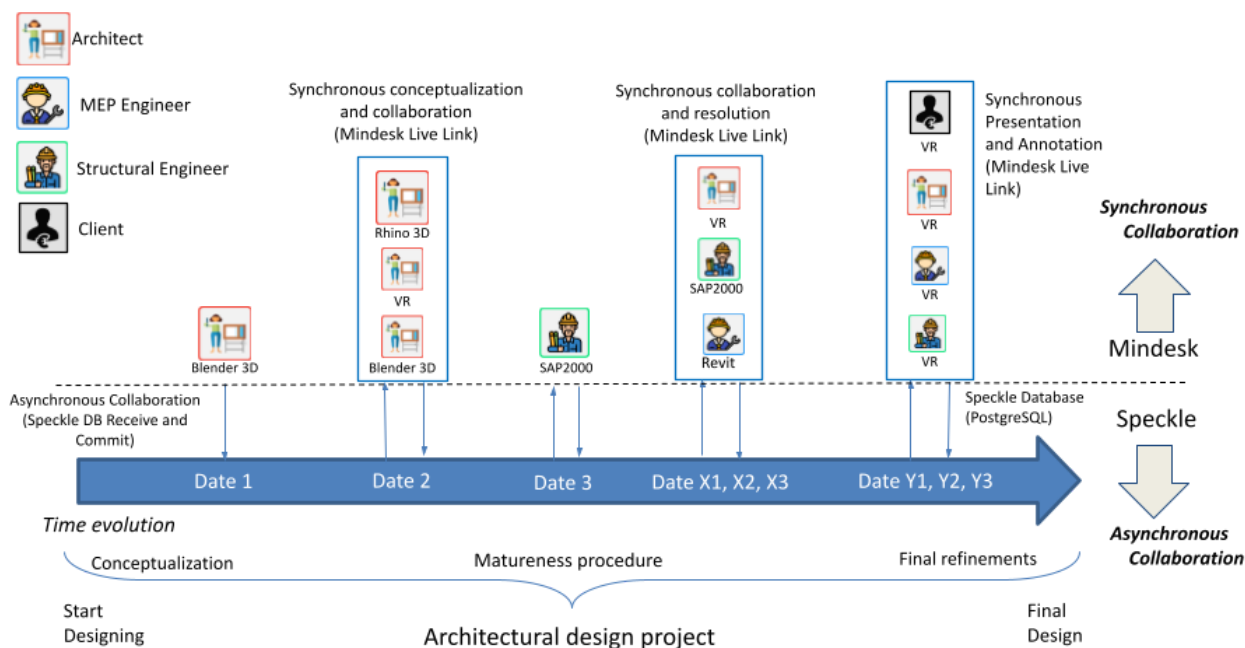 Architect
MEP Engineer
Structural Engineer
Client
Synchronous conceptualization
and collaboration
(Mindesk Live Link)
Synchronous collaboration
and resolution
(Mindesk Live Link)
Synchronous
Presentation
and Annotation
(Mindesk Live
Link)
Blender 3D
Rhino 3D
VR
Blender 3D
SAP2000
VR
SAP2000
Revit
€
VR
VR
VR
VR
Synchronous
Collaboration
Mindesk
Asynchronous Collaboration
(Speckle DB Receive and
Commit)
Speckle Database
(PostgreSQL)
Speckle
Date 1
Date 2
Date 3
Date X1, X2, X3
Date Y1, Y2, Y3
Time evolution
Asynchronous
Collaboration
Conceptualization
Matureness procedure
Final refinements
Start
Designing
Architectural design project
Final
Design